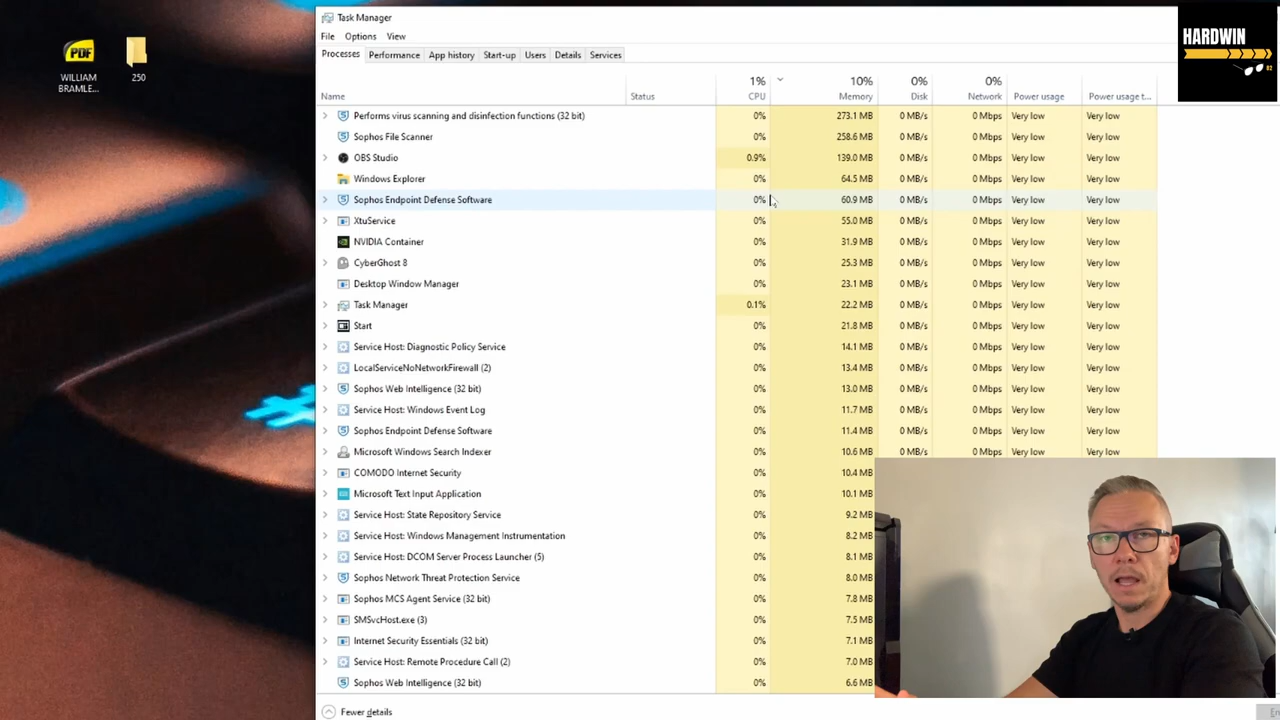 Task Manager
File Options View
Processes Performance App history Start-up Users Details Services
1% 10% 0% 0%
Name Status CPU Memory Disk Network Power usage Power usage t...
Performs virus scanning and disinfection functions (32 bit) 0% 273.1 MB 0 MB/s 0 Mbps Very low Very low
Sophos File Scanner 0% 258.6 MB 0 MB/s 0 Mbps Very low Very low
OBS Studio 0.9% 139.0 MB 0 MB/s 0 Mbps Very low Very low
Windows Explorer 0% 64.5 MB 0 MB/s 0 Mbps Very low Very low
Sophos Endpoint Defense Software 0% 60.9 MB 0 MB/s 0 Mbps Very low Very low
XtuService 0% 55.0 MB 0 MB/s 0 Mbps Very low Very low
NVIDIA Container 0% 31.9 MB 0 MB/s 0 Mbps Very low Very low
CyberGhost 8 0% 25.3 MB 0 MB/s 0 Mbps Very low Very low
Desktop Window Manager 0% 23.1 MB 0 MB/s 0 Mbps Very low Very low
Task Manager 0.1% 22.2 MB 0 MB/s 0 Mbps Very low Very low
Start 0% 21.8 MB 0 MB/s 0 Mbps Very low Very low
Service Host: Diagnostic Policy Service 0% 14.1 MB 0 MB/s 0 Mbps Very low Very low
LocalServiceNoNetworkFirewall (2) 0% 13.4 MB 0 MB/s 0 Mbps Very low Very low
Sophos Web Intelligence (32 bit) 0% 13.0 MB 0 MB/s 0 Mbps Very low Very low
Service Host: Windows Event Log 0% 11.7 MB 0 MB/s 0 Mbps Very low Very low
Sophos Endpoint Defense Software 0% 11.4 MB 0 MB/s 0 Mbps Very low Very low
Microsoft Windows Search Indexer 0% 10.6 MB 0 MB/s 0 Mbps Very low Very low
COMODO Internet Security 0% 10.4 MB
Microsoft Text Input Application 0% 10.1 MB
Service Host: State Repository Service 0% 9.2 MB
Service Host: Windows Management Instrumentation 0% 8.2 MB
Service Host: DCOM Server Process Launcher (5) 0% 8.1 MB
Sophos Network Threat Protection Service 0% 8.0 MB
Sophos MCS Agent Service (32 bit) 0% 7.8 MB
SMSvcHost.exe (3) 0% 7.5 MB
Internet Security Essentials (32 bit) 0% 7.1 MB
Service Host: Remote Procedure Call (2) 0% 7.0 MB
Sophos Web Intelligence (32 bit) 0% 6.6 MB
Fewer details
PDF
WILLIAM
BRAMLE...
250
HARDWIN